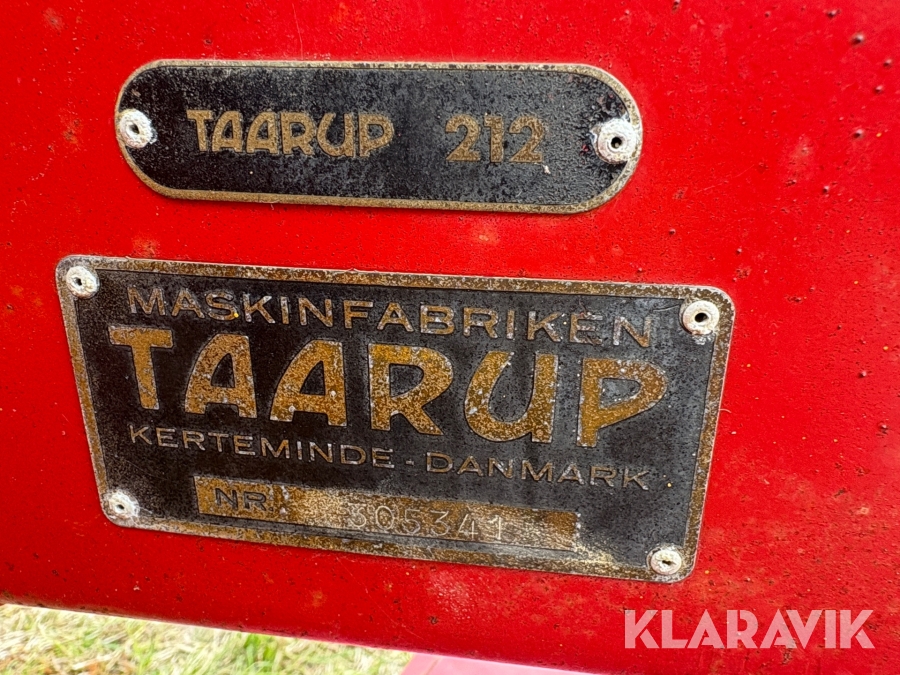 TAARUP 212
MASKINFABRIKEN
TAARUP
KERTEMINDE - DANMARK
NR. 305341
KLARAVIK